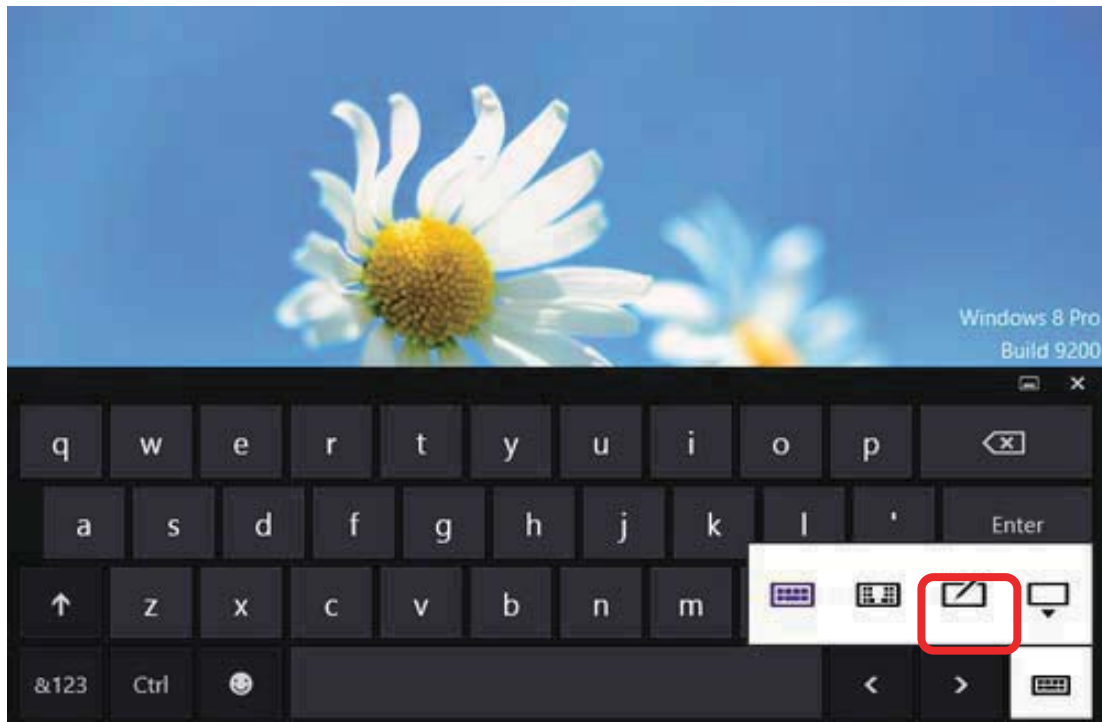 Windows 8 Pro
Build 9200
q w e r t y u i o p
a s d f g h j k l ' Enter
z x c v b n m
&123 Ctrl < >